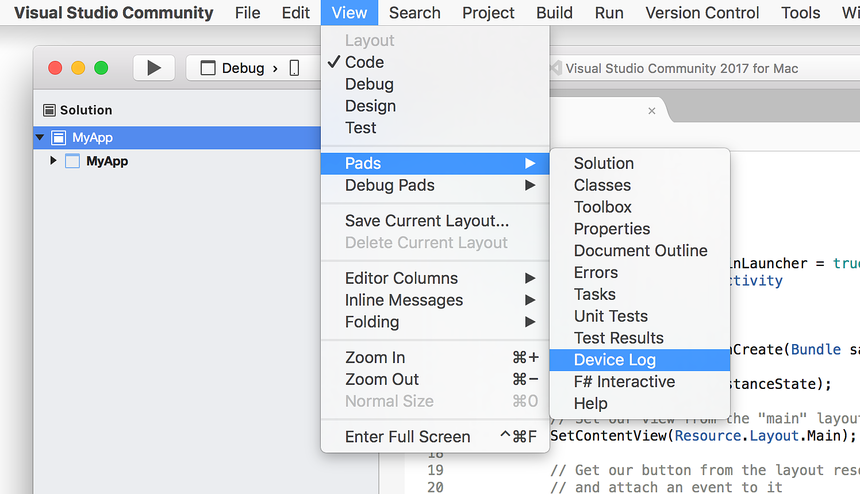 Visual Studio Community File Edit View Search Project Build Run Version Control Tools
Debug › Visual Studio Community 2017 for Mac
Solution
MyApp
MyApp
Layout
✓ Code
Debug
Design
Test
Pads
Debug Pads
Save Current Layout...
Delete Current Layout
Editor Columns
Inline Messages
Folding
Zoom In ⌘+
Zoom Out ⌘−
Normal Size ⌘0
Enter Full Screen ^⌘F
Solution
Classes
Toolbox
Properties
Document Outline
Errors
Tasks
Unit Tests
Test Results
Device Log
F# Interactive
Help
inLauncher = true
ctivity
nCreate(Bundle sa
stanceState);
// Set our view from the "main" layou
SetContentView(Resource.Layout.Main);
18
19 // Get our button from the layout reso
20 // and attach an event to it